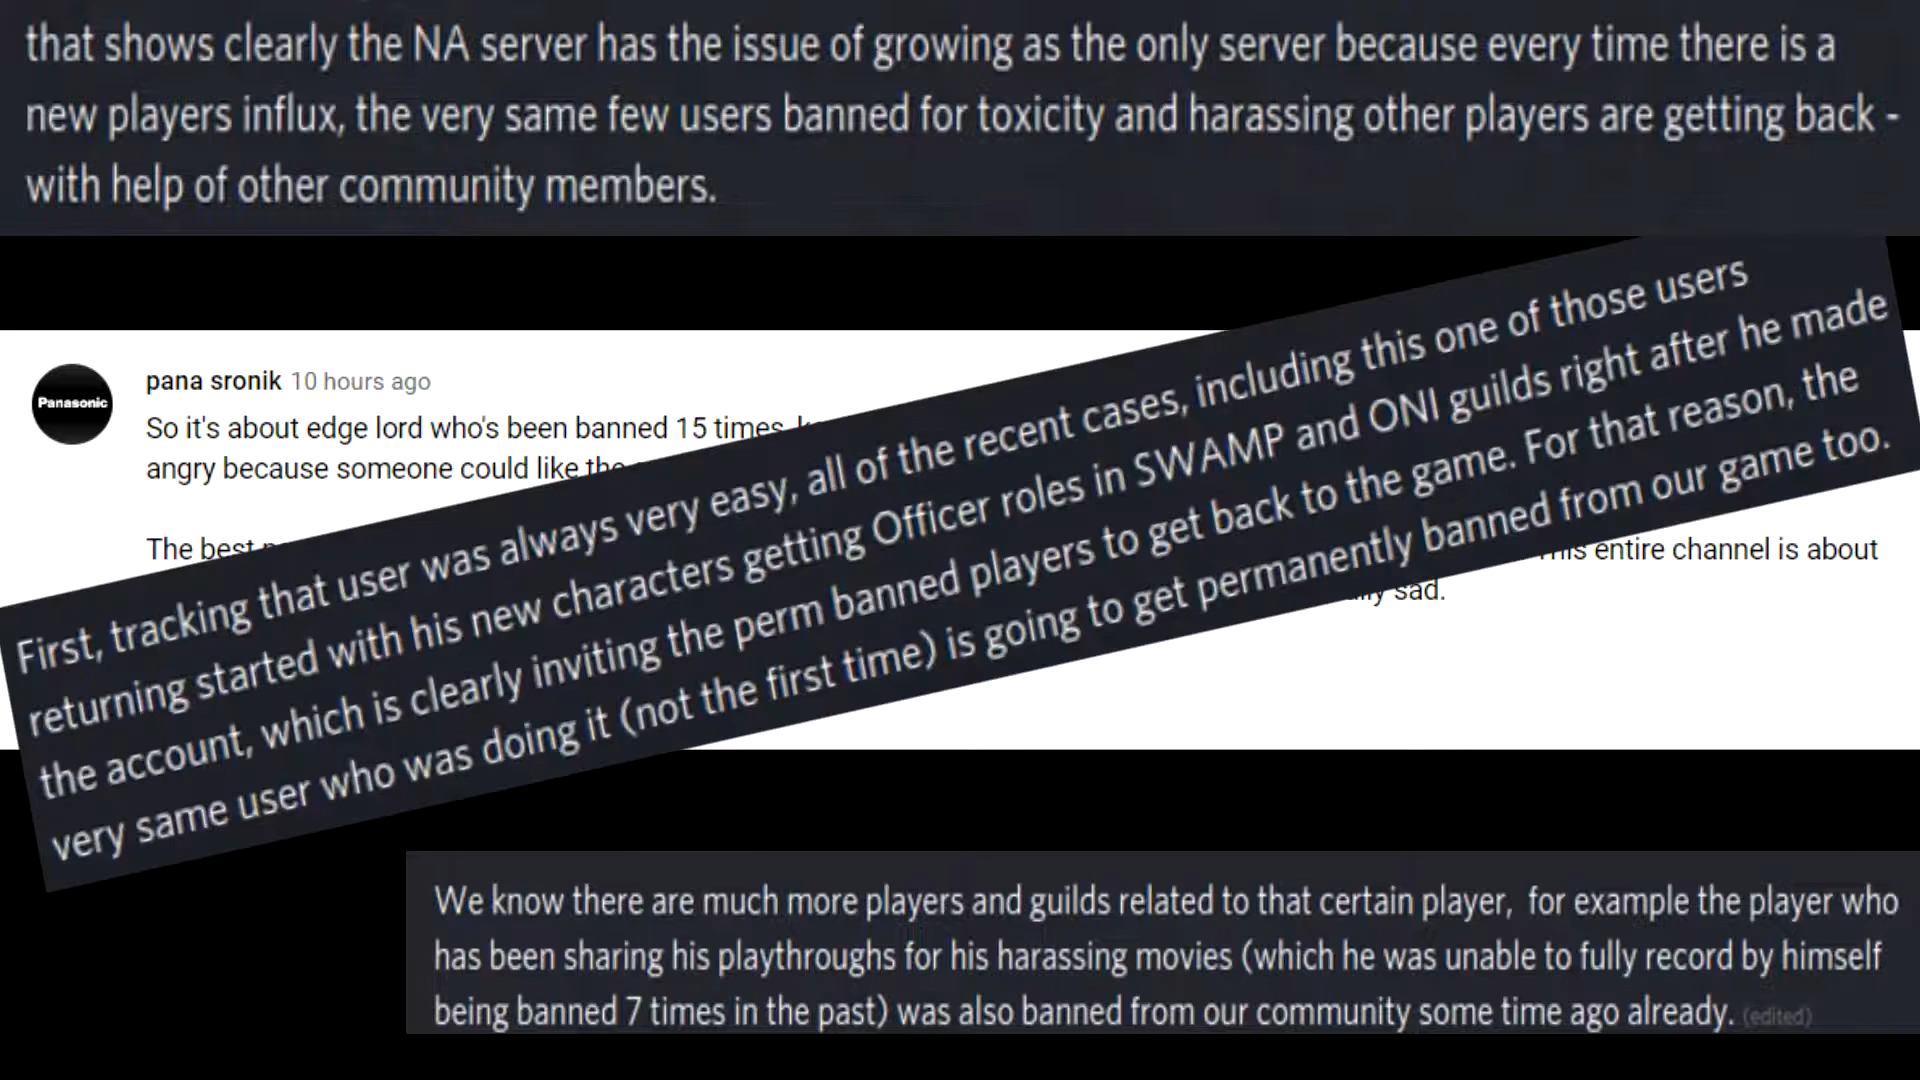 that shows clearly the NA server has the issue of growing as the only server because every time there is a
new players influx, the very same few users banned for toxicity and harassing other players are getting back -
with help of other community members.
Panasonic
pana sronik 10 hours ago
So it's about edge lord who's been banned 15 times,
angry because someone could like the
The best
This entire channel is about
sad.
First, tracking that user was always very easy, all of the recent cases, including this one of those users
returning started with his new characters getting Officer roles in SWAMP and ONI guilds right after he made
the account, which is clearly inviting the perm banned players to get back to the game. For that reason, the
very same user who was doing it (not the first time) is going to get permanently banned from our game too.
We know there are much more players and guilds related to that certain player, for example the player who
has been sharing his playthroughs for his harassing movies (which he was unable to fully record by himself
being banned 7 times in the past) was also banned from our community some time ago already. (edited)